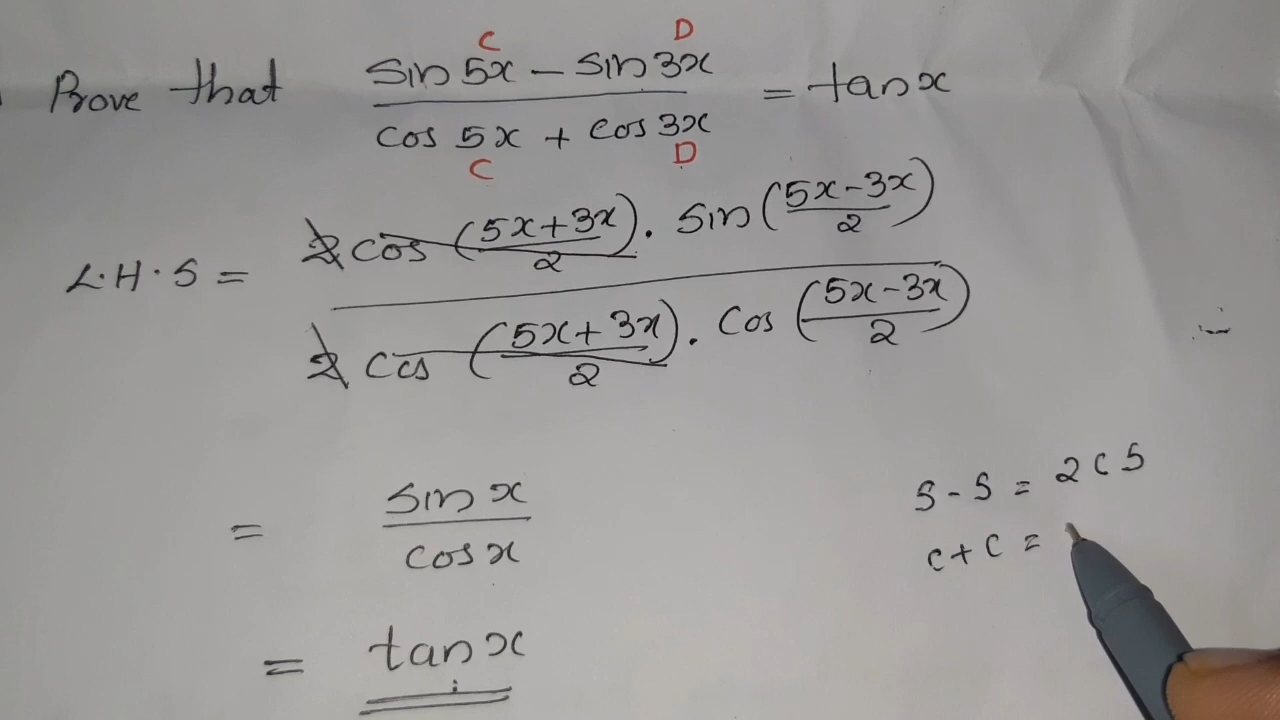 C D
Prove that (sin 5x − sin 3x) / (cos 5x + cos 3x) = tan x
C D
L.H.S = (2 cos ((5x+3x)/2) . sin ((5x−3x)/2)) / (2 cos ((5x+3x)/2) . cos ((5x−3x)/2))
= sin x / cos x
= tan x
S - S = 2 C S
C + C =